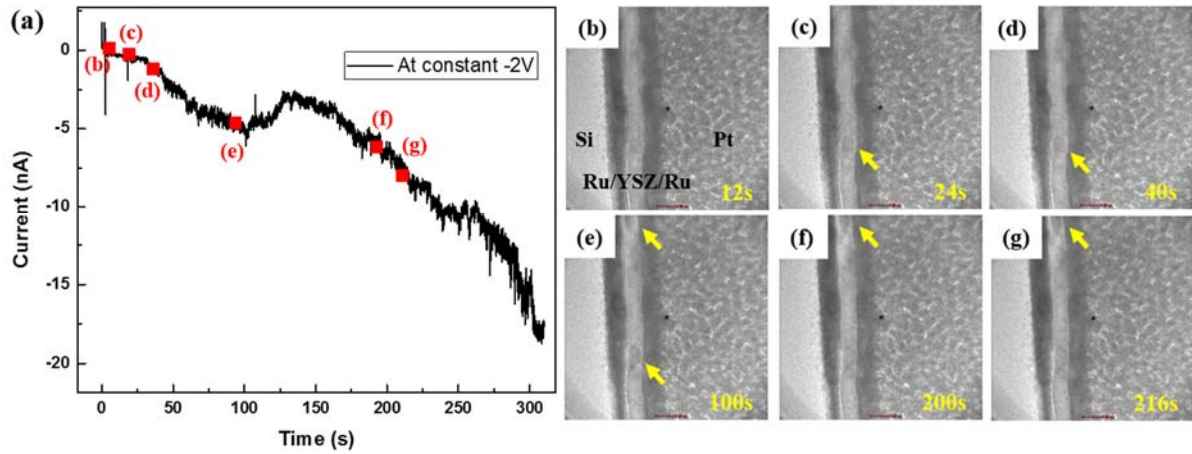 (a)
Current (nA)
0
-5
-10
-15
-20
0 50 100 150 200 250 300
Time (s)
At constant -2V
(b)
(c)
(d)
(e)
(f)
(g)
(b)
Si
Pt
Ru/YSZ/Ru
12s
(c)
24s
(d)
40s
(e)
100s
(f)
200s
(g)
216s